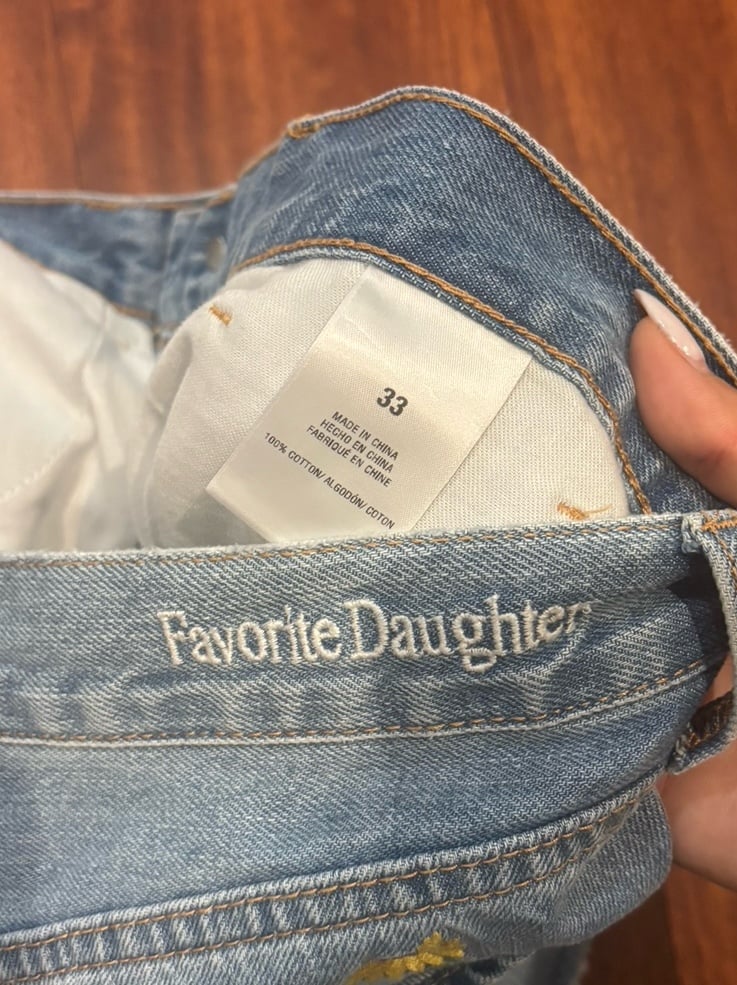 33
MADE IN CHINA
HECHO EN CHINA
FABRIQUÉ EN CHINE
100% COTTON/ALGODÓN/COTON
Favorite Daughter